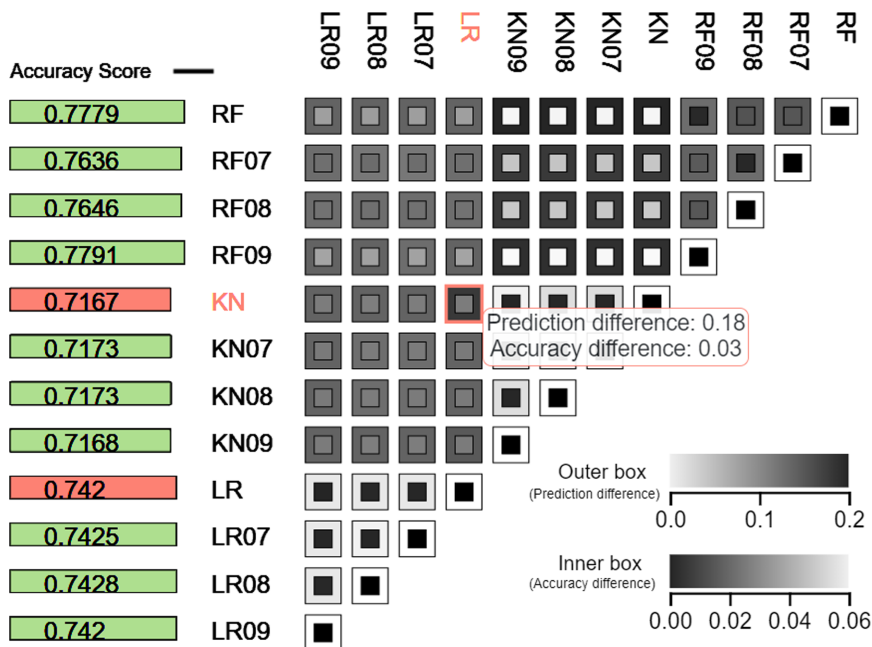 LR09 LR08 LR07 LR KN09 KN08 KN07 KN RF09 RF08 RF07 RF
Accuracy Score
0.7779 RF
0.7636 RF07
0.7646 RF08
0.7791 RF09
0.7167 KN
Prediction difference: 0.18
0.7173 KN07
Accuracy difference: 0.03
0.7173 KN08
0.7168 KN09
Outer box
(Prediction difference)
0.0 0.1 0.2
0.742 LR
0.7425 LR07
Inner box
(Accuracy difference)
0.00 0.02 0.04 0.06
0.7428 LR08
0.742 LR09